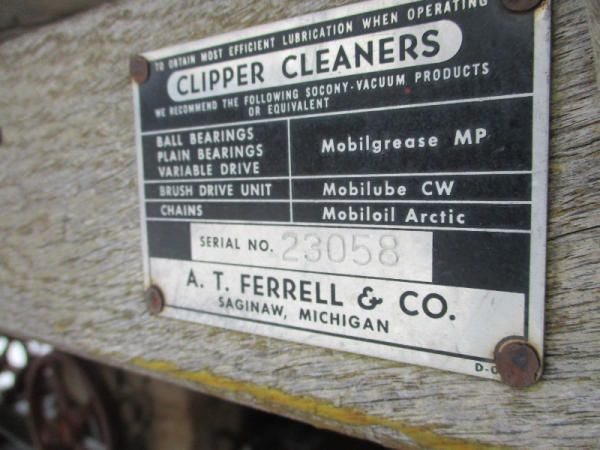 TO OBTAIN MOST EFFICIENT LUBRICATION WHEN OPERATING
CLIPPER CLEANERS
WE RECOMMEND THE FOLLOWING SOCONY-VACUUM PRODUCTS
OR EQUIVALENT
BALL BEARINGS
PLAIN BEARINGS
VARIABLE DRIVE
Mobilgrease MP
BRUSH DRIVE UNIT Mobilube CW
CHAINS Mobiloil Arctic
SERIAL NO. 23058
A. T. FERRELL & CO.
SAGINAW, MICHIGAN